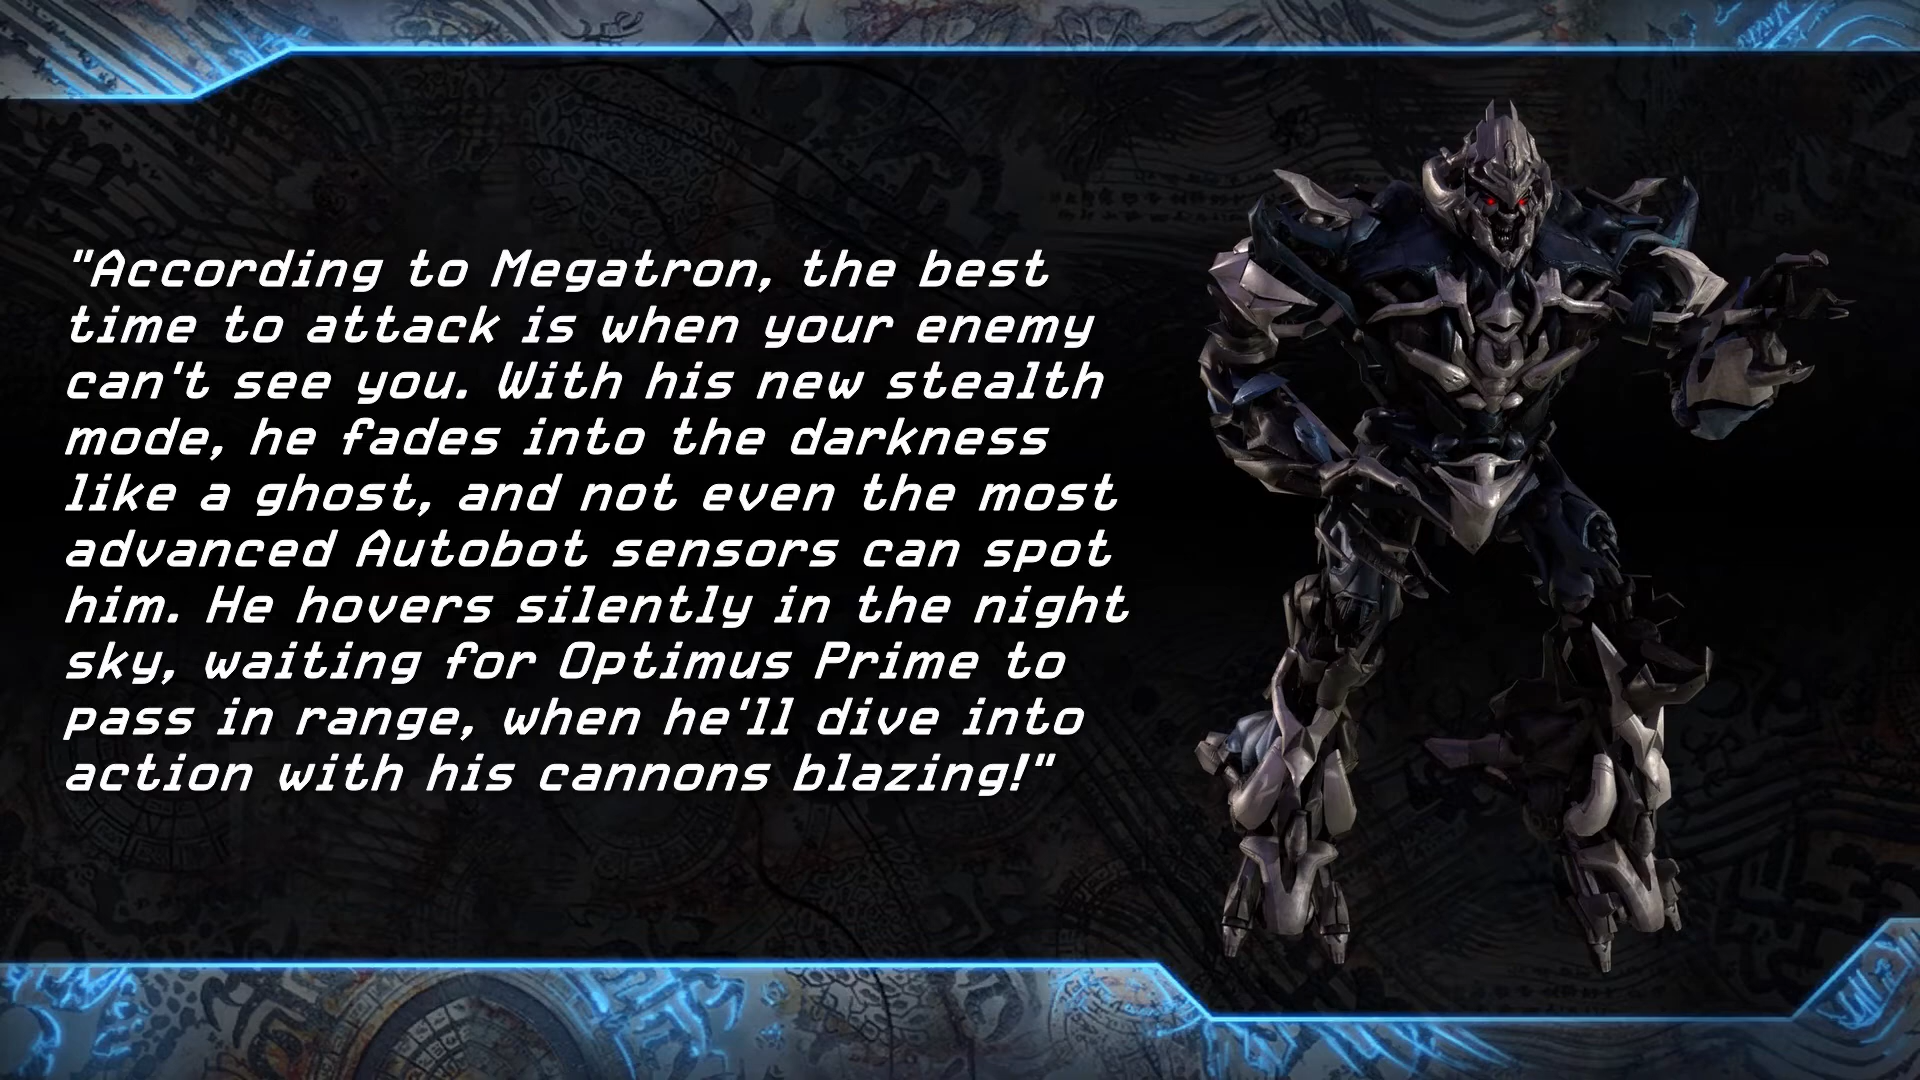 "According to Megatron, the best
time to attack is when your enemy
can't see you. With his new stealth
mode, he fades into the darkness
like a ghost, and not even the most
advanced Autobot sensors can spot
him. He hovers silently in the night
sky, waiting for Optimus Prime to
pass in range, when he'll dive into
action with his cannons blazing!"